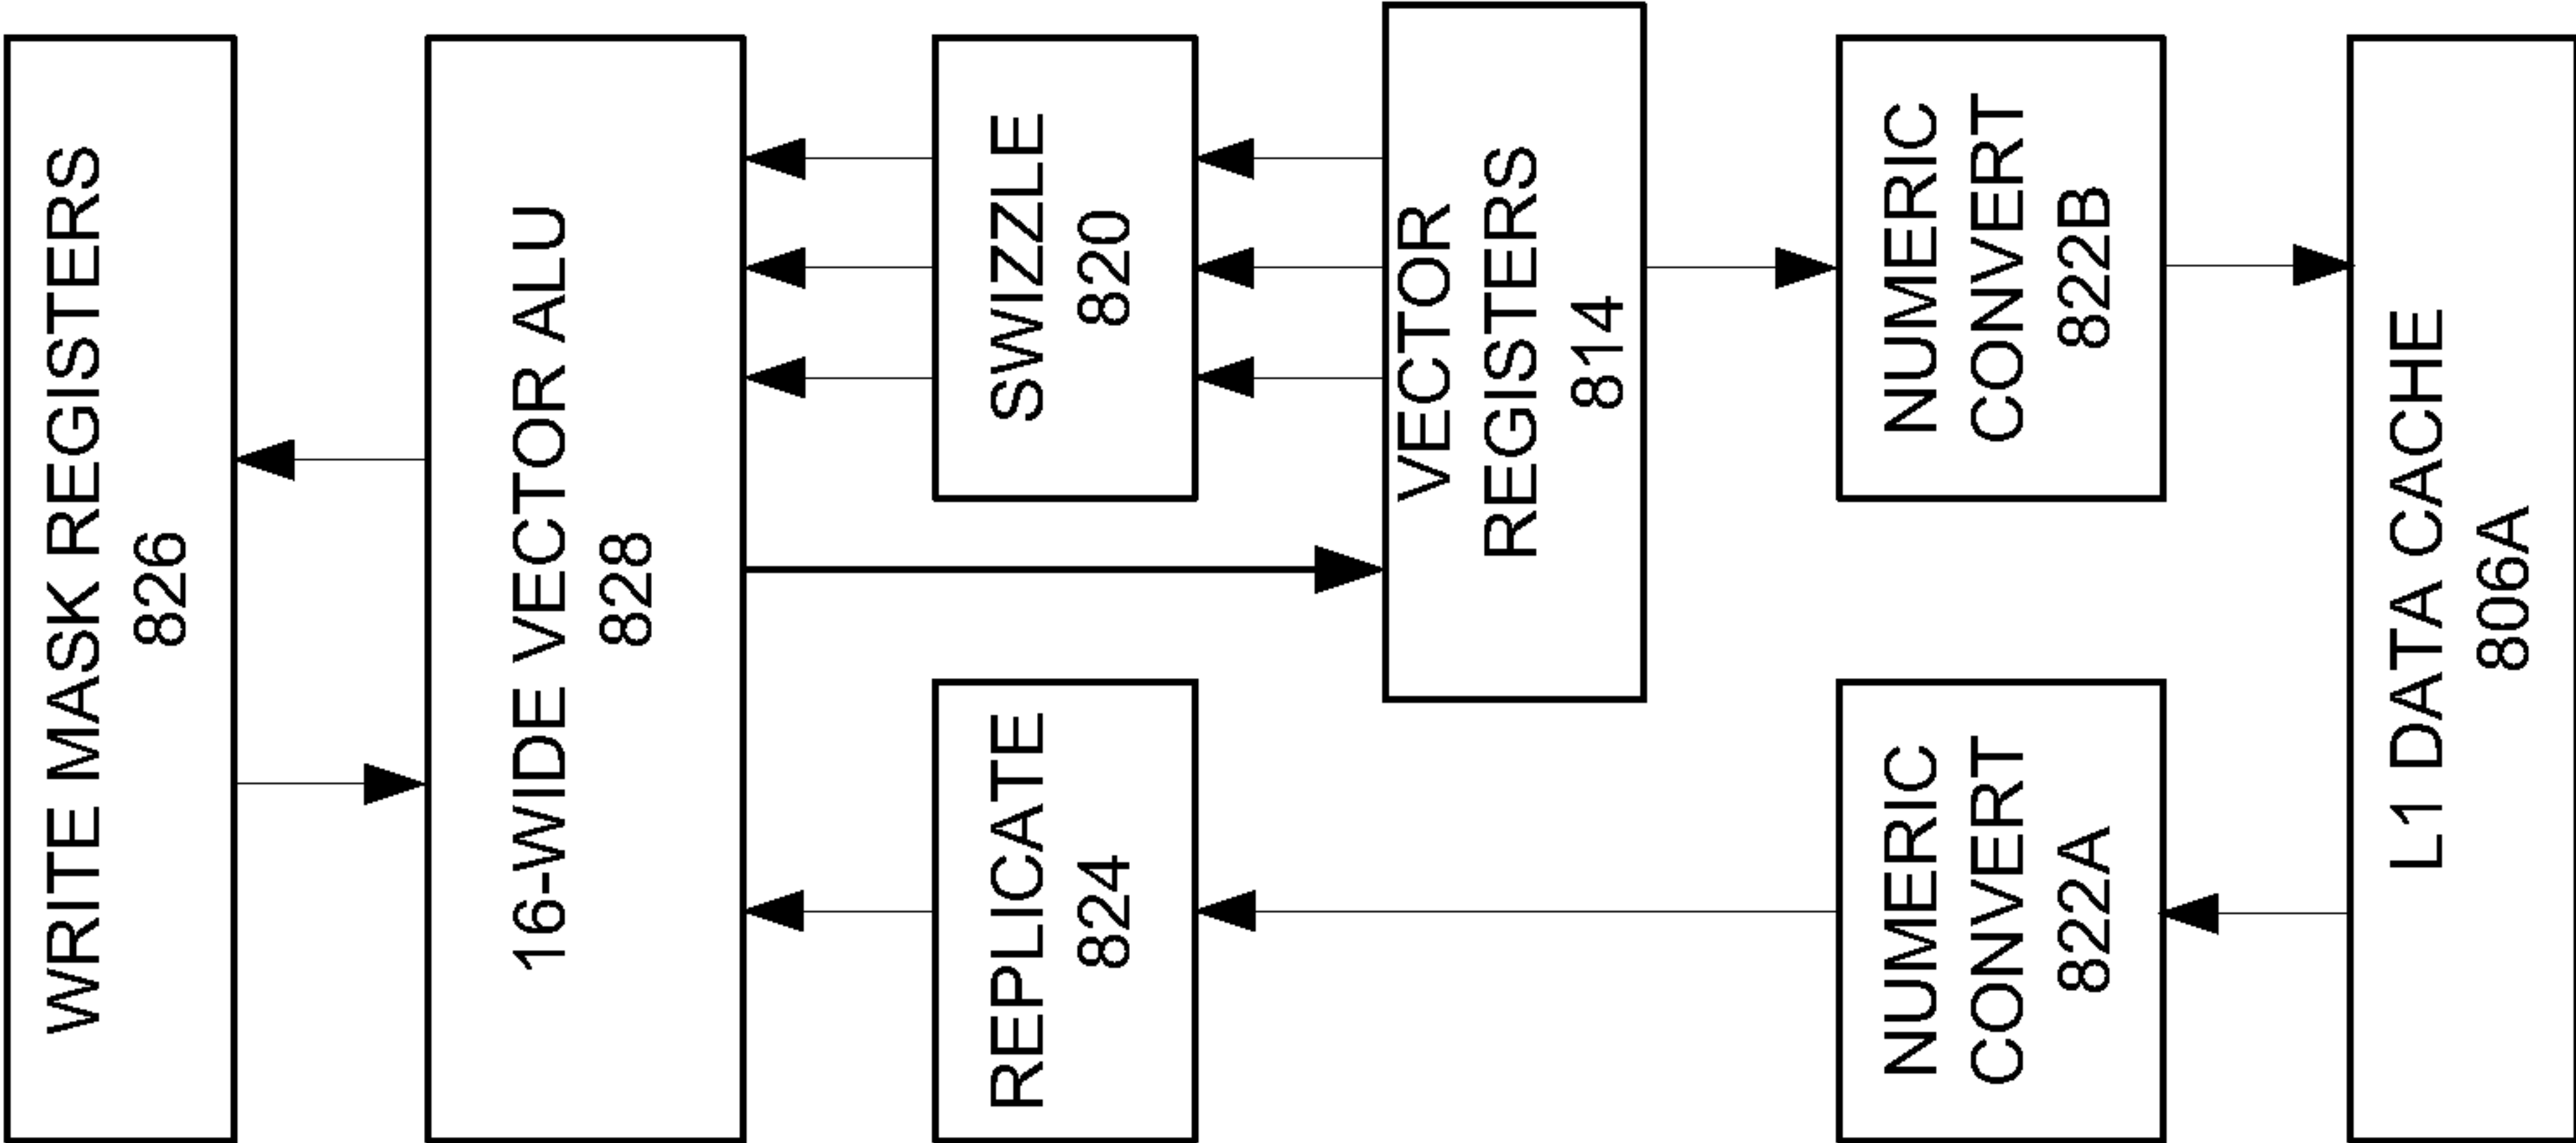 WRITE MASK REGISTERS
826
16-WIDE VECTOR ALU
828
REPLICATE
824
SWIZZLE
820
VECTOR
REGISTERS
814
NUMERIC
CONVERT
822A
NUMERIC
CONVERT
822B
L1 DATA CACHE
806A